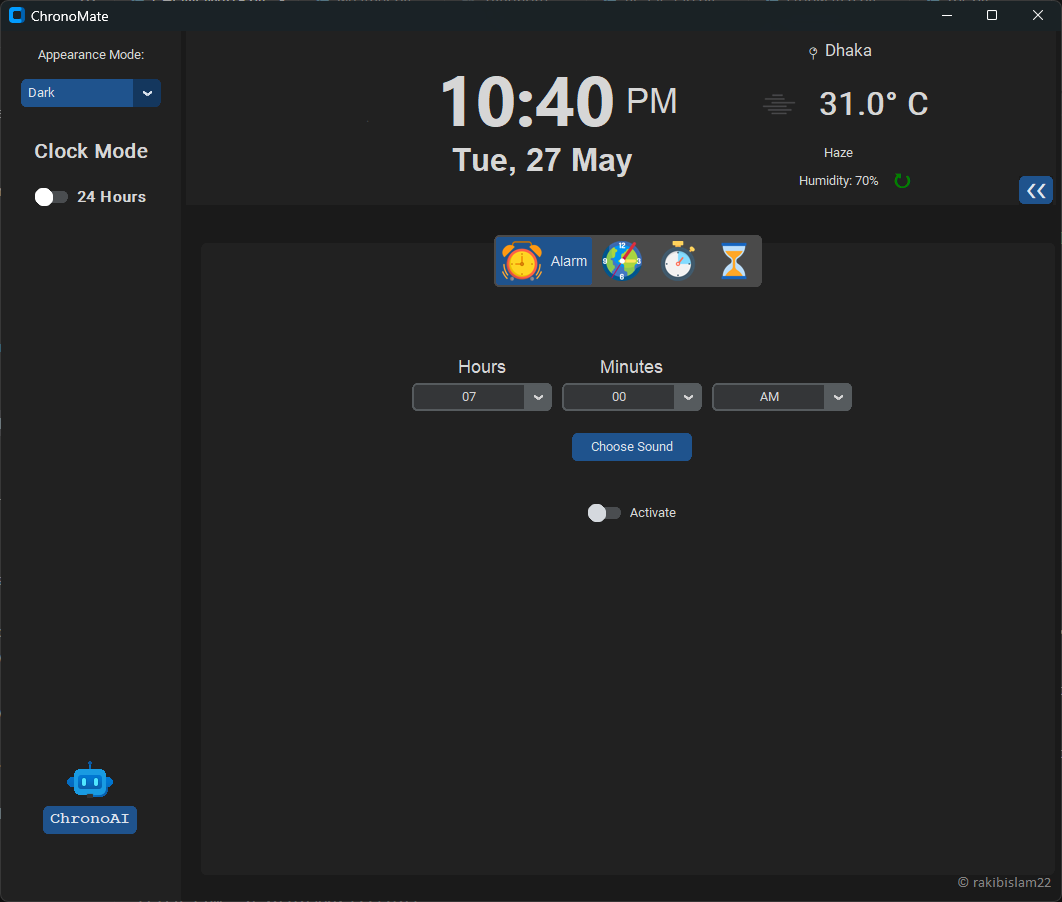 ChronoMate
Appearance Mode:
Dark
Clock Mode
24 Hours
10:40 PM
Tue, 27 May
Dhaka
31.0° C
Haze
Humidity: 70%
Alarm
12
9
3
6
Hours
Minutes
07
00
AM
Choose Sound
Activate
ChronoAI
© rakibislam22